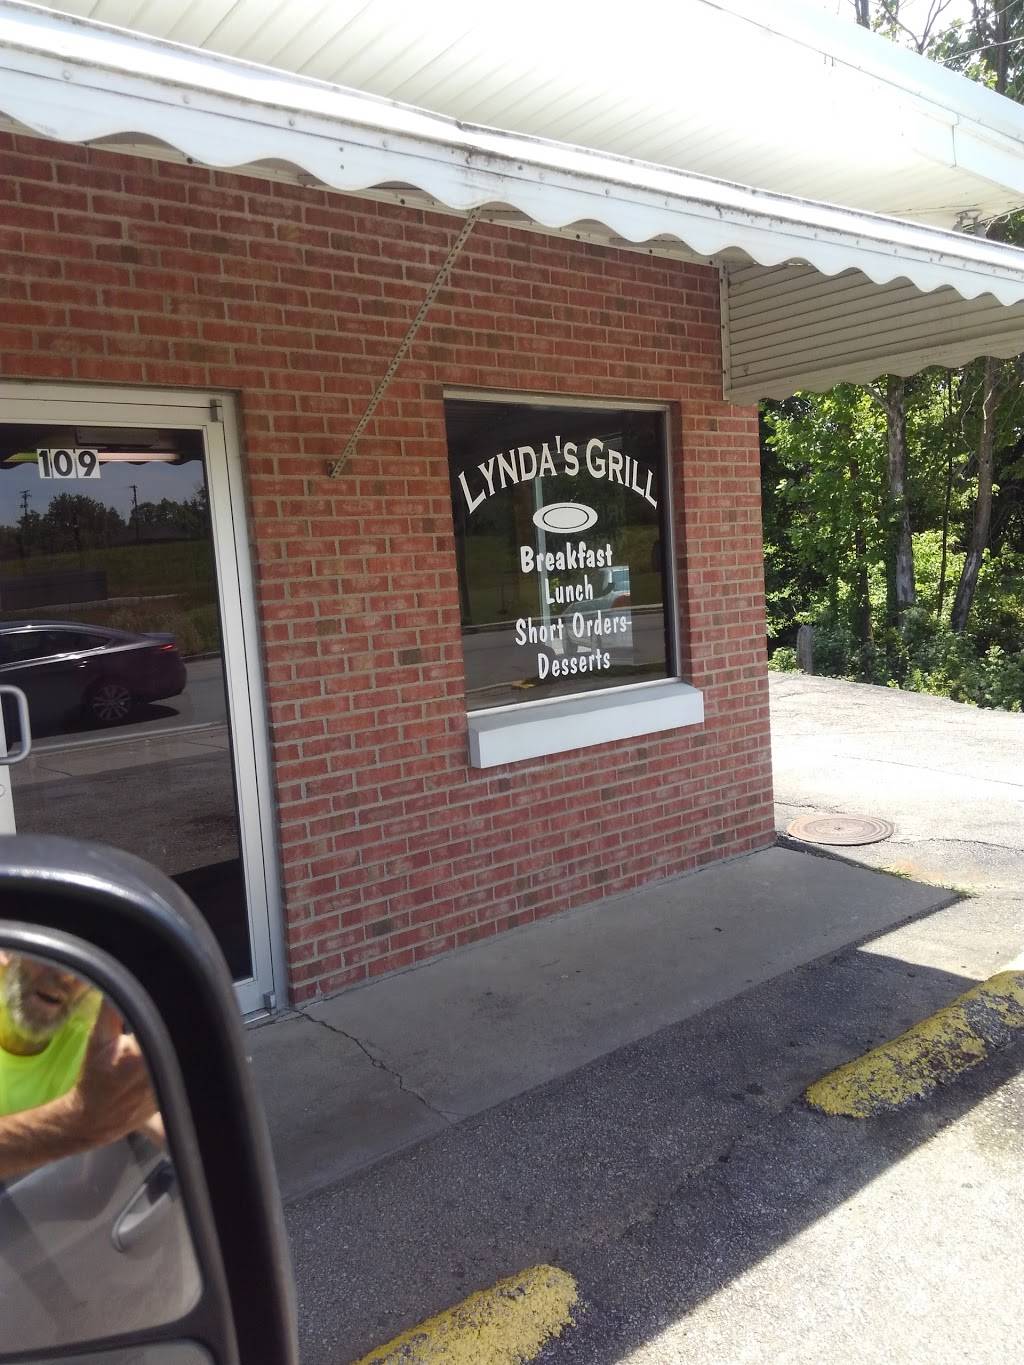 109
LYNDA'S GRILL
Breakfast
Lunch
Short Orders
Desserts